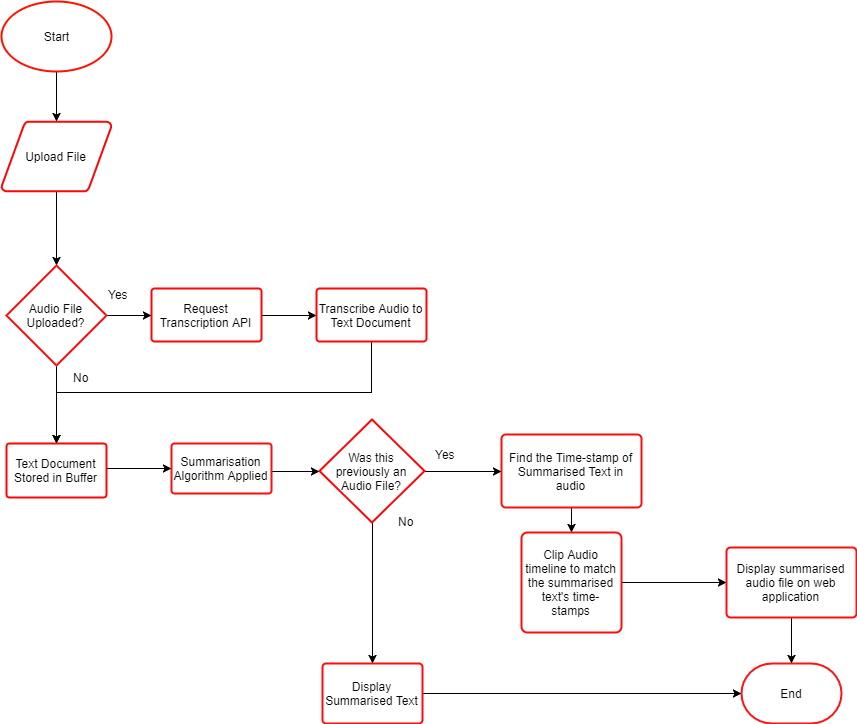 Start
Upload File
Audio File
Uploaded?
Yes
Request
Transcription API
Transcribe Audio to
Text Document
No
Text Document
Stored in Buffer
Summarisation
Algorithm Applied
Was this
previously an
Audio File?
Yes
Find the Time-stamp of
Summarised Text in
audio
No
Clip Audio
timeline to match
the summarised
text's time-
stamps
Display summarised
audio file on web
application
Display
Summarised Text
End